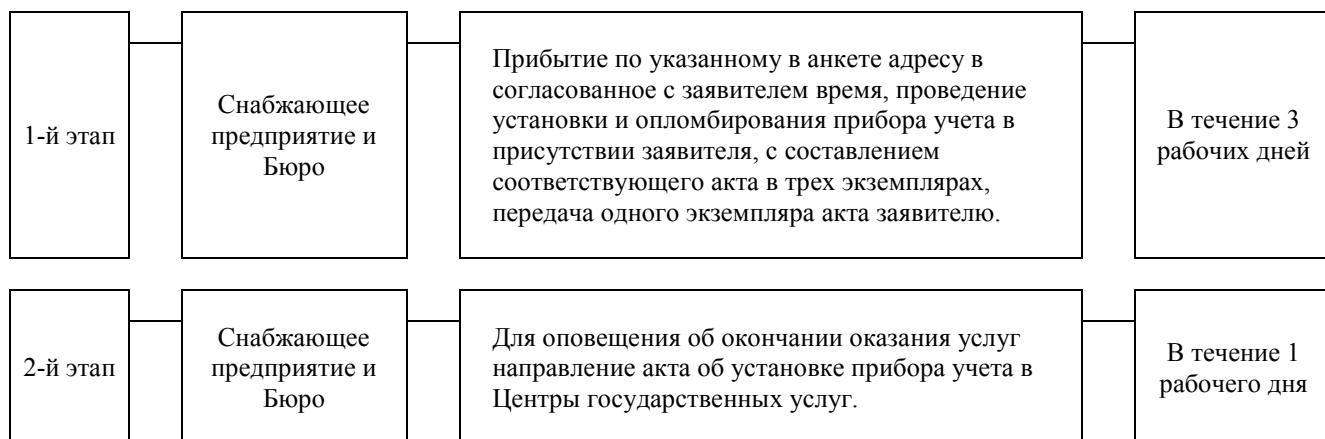 1-й этап
Снабжающее
предприятие и
Бюро
Прибытие по указанному в анкете адресу в
согласованное с заявителем время, проведение
установки и опломбирования прибора учета в
присутствии заявителя, с составлением
соответствующего акта в трех экземплярах,
передача одного экземпляра акта заявителю.
В течение 3
рабочих дней
2-й этап
Снабжающее
предприятие и
Бюро
Для оповещения об окончании оказания услуг
направление акта об установке прибора учета в
Центры государственных услуг.
В течение 1
рабочего дня